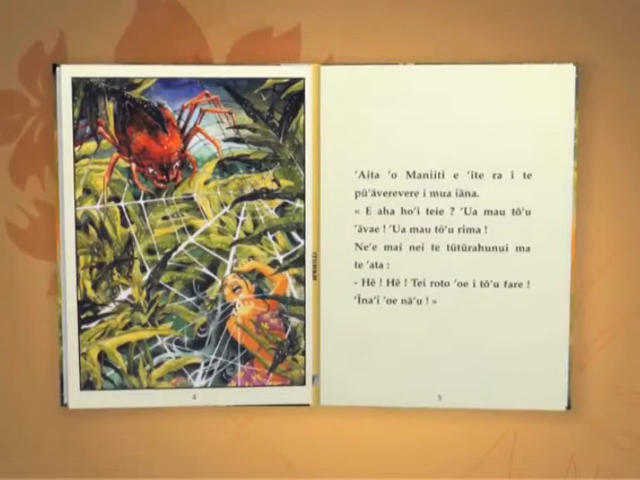 'Aita 'o Maniiti e 'ite ra i te
pū'āverevere i mua iāna.
« E aha ho'i teie ? 'Ua mau tō'u
'āvae ! 'Ua mau tō'u rima !
Ne'e mai nei te tūtūrahunui ma
te 'ata :
- Hē ! Hē ! Tei roto 'oe i tō'u fare !
'Īna'i 'oe nā'u ! »
4
5